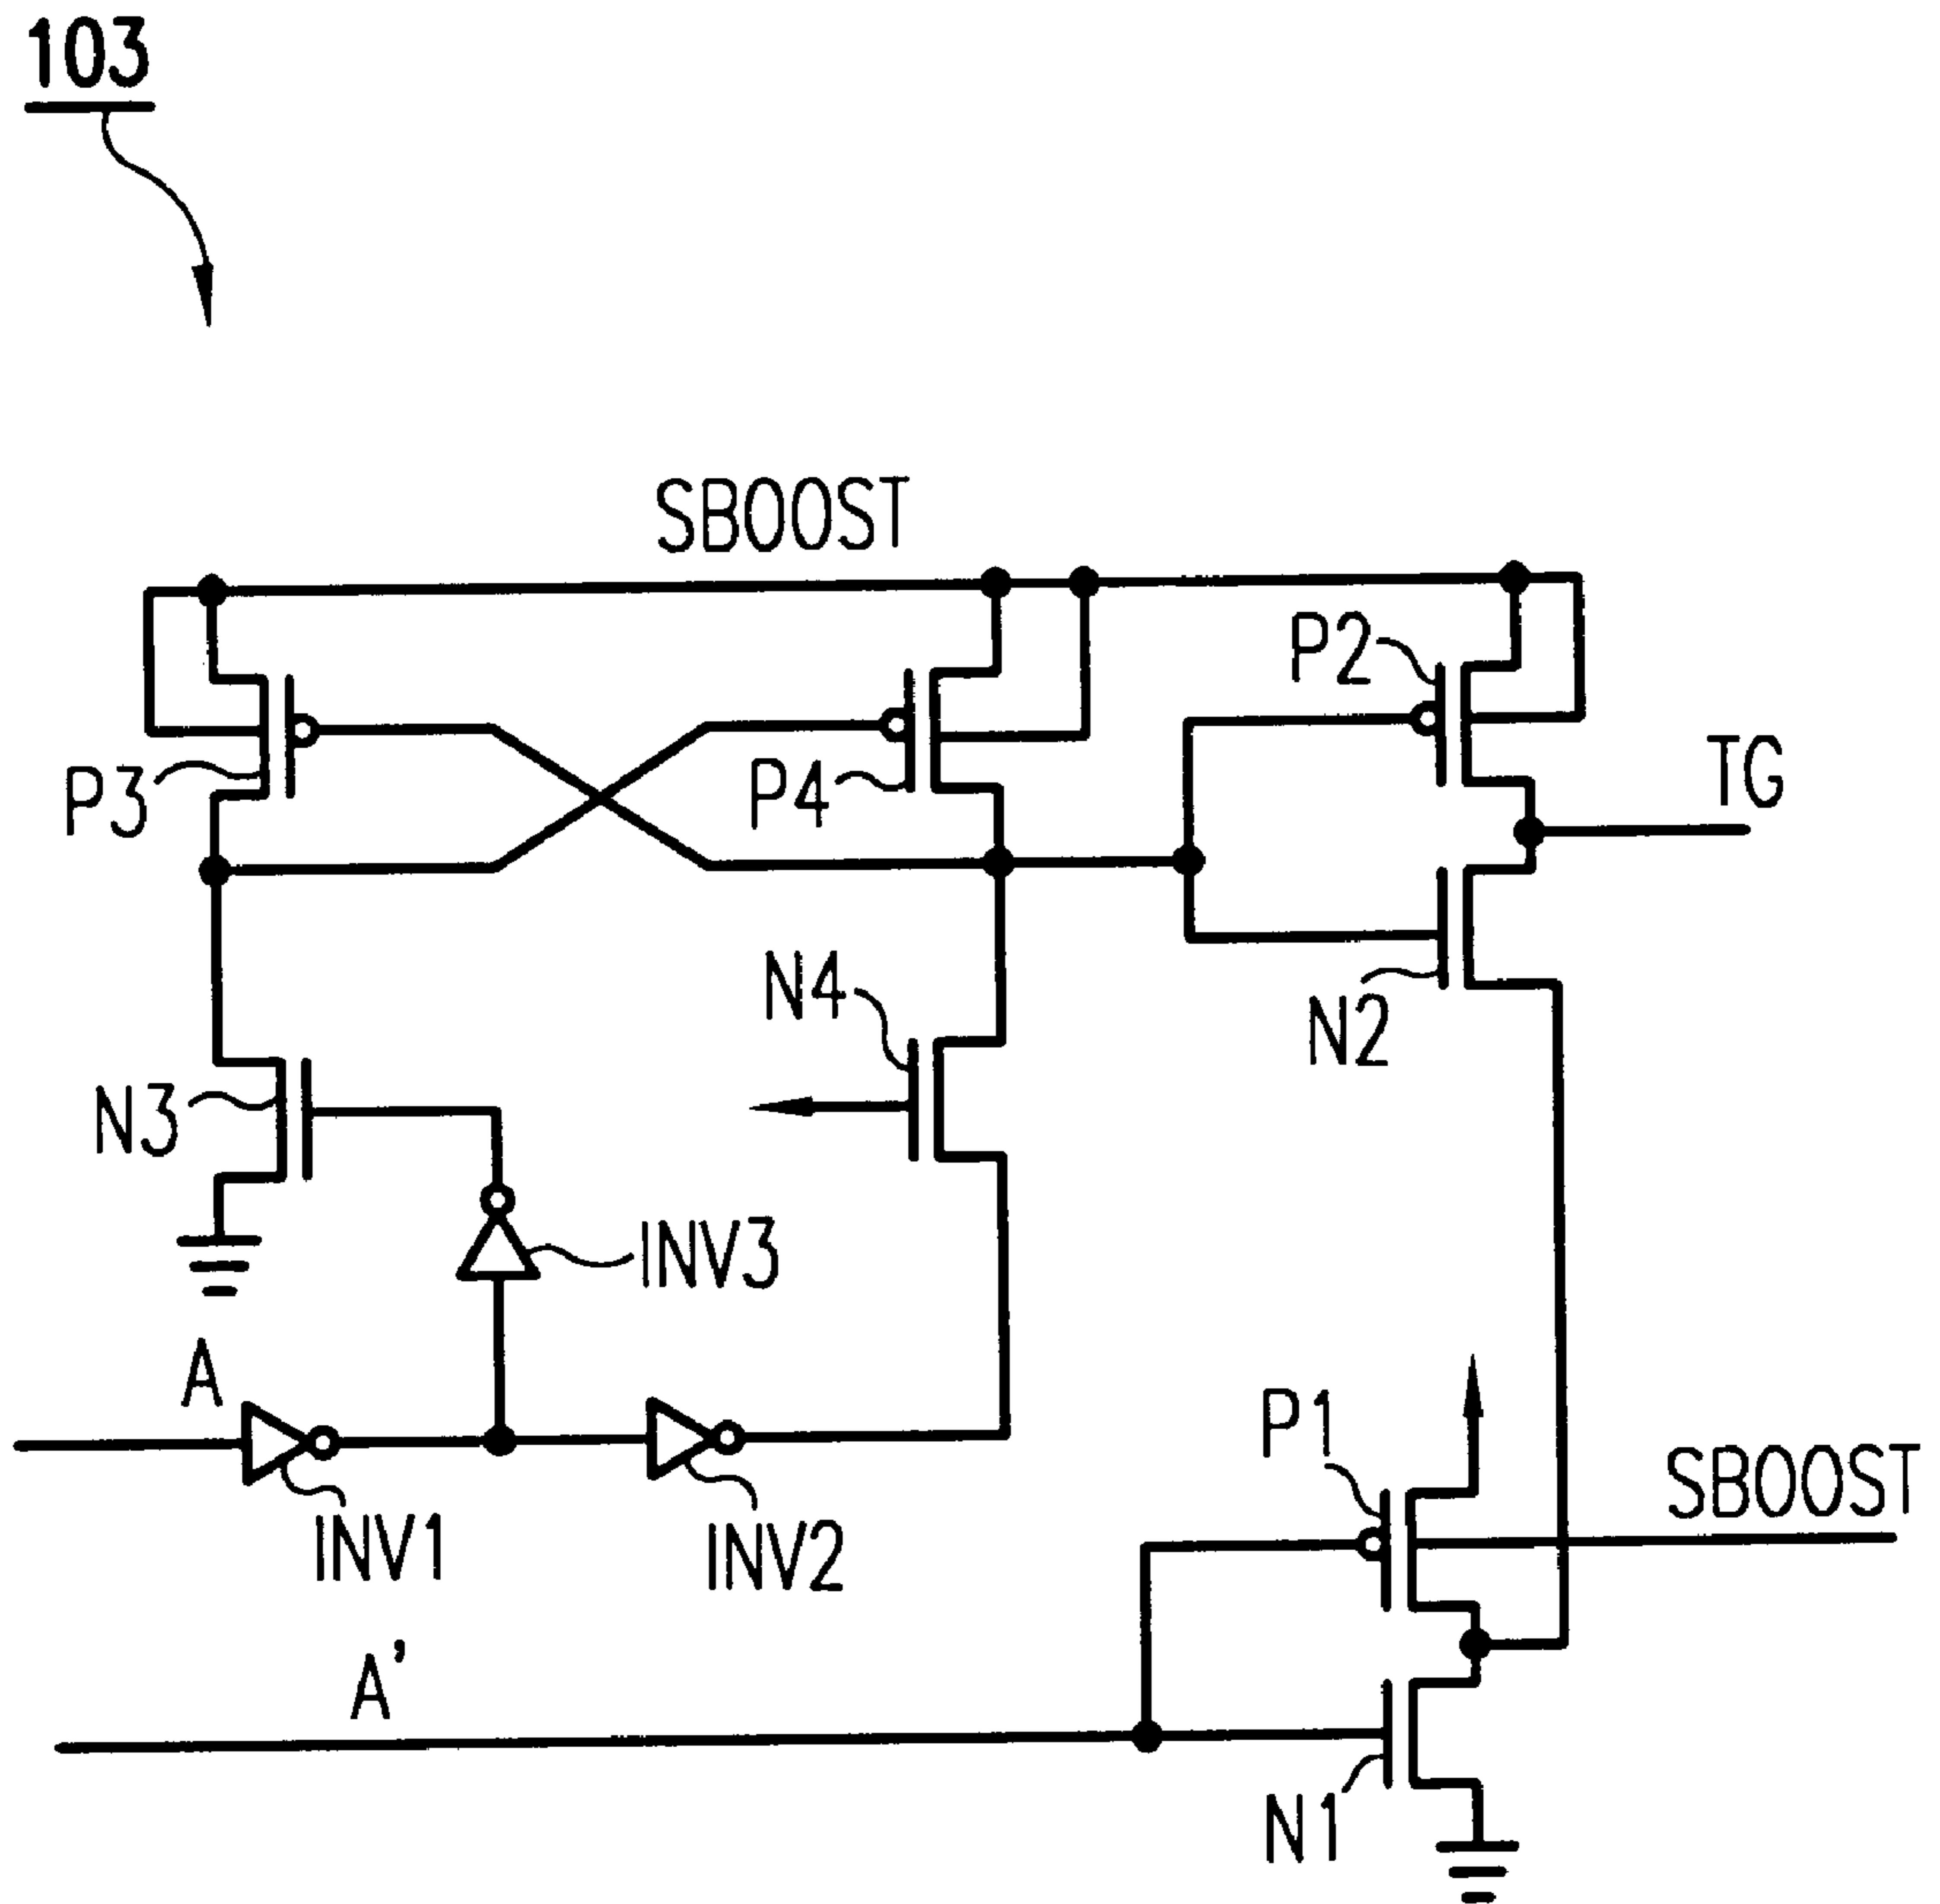 103
SBOOST
P2
TG
P3
P4
N4
N2
N3
INV3
A
P1
SBOOST
INV1
INV2
A'
N1